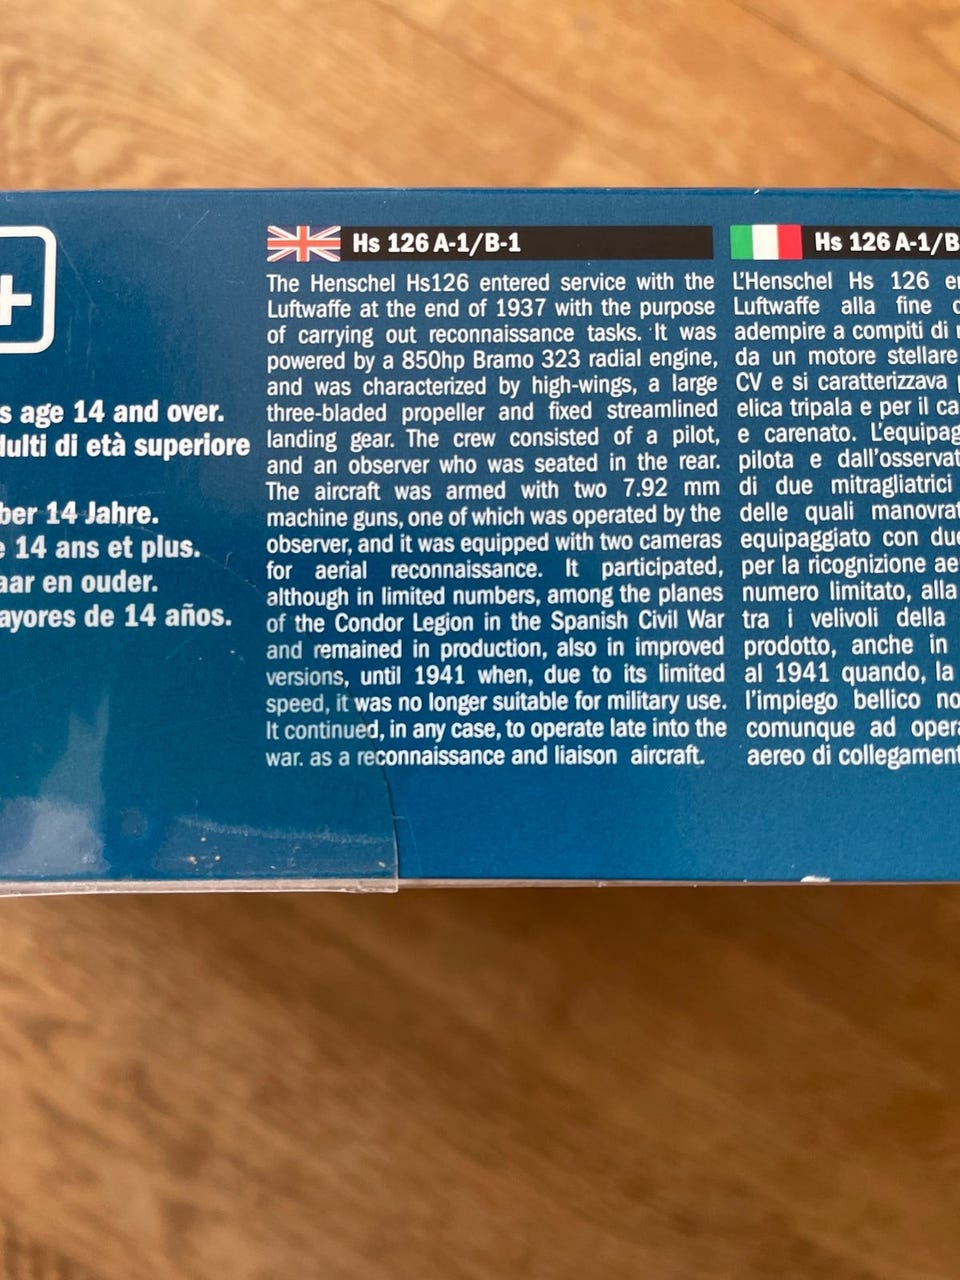 +
s age 14 and over.
dulti di età superiore
ber 14 Jahre.
e 14 ans et plus.
aar en ouder.
ayores de 14 años.
Hs 126 A-1/B-1
The Henschel Hs126 entered service with the
Luftwaffe at the end of 1937 with the purpose
of carrying out reconnaissance tasks. It was
powered by a 850hp Bramo 323 radial engine,
and was characterized by high-wings, a large
three-bladed propeller and fixed streamlined
landing gear. The crew consisted of a pilot,
and an observer who was seated in the rear.
The aircraft was armed with two 7.92 mm
machine guns, one of which was operated by the
observer, and it was equipped with two cameras
for aerial reconnaissance. It participated,
although in limited numbers, among the planes
of the Condor Legion in the Spanish Civil War
and remained in production, also in improved
versions, until 1941 when, due to its limited
speed, it was no longer suitable for military use.
It continued, in any case, to operate late into the
war. as a reconnaissance and liaison aircraft.
Hs 126 A-1/B
L'Henschel Hs 126 en
Luftwaffe alla fine
adempire a compiti di
da un motore stellare
CV e si caratterizzava
elica tripala e per il ca
e carenato. L'equipag
pilota e dall'osservat
di due mitragliatrici
delle quali manovrat
equipaggiato con due
per la ricognizione ae
numero limitato, alla
tra i velivoli della
prodotto, anche in
al 1941 quando, la
l'impiego bellico no
comunque ad opera
aereo di collegament